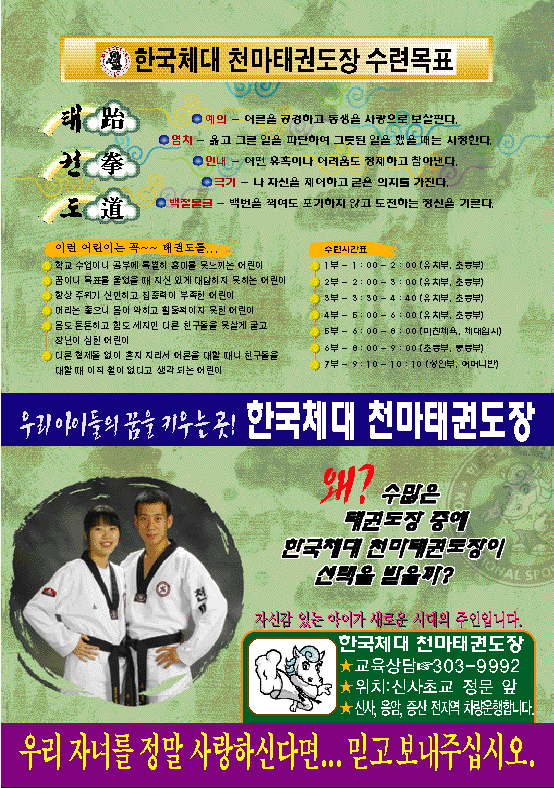 한국체대 천마태권도장 수련목표
태 跆
권 拳
도 道
예의 - 어른을 공경하고 동생을 사랑으로 보살핀다.
염치 - 옳고 그른 일을 판단하여 그릇된 일을 했을 때는 시정한다.
인내 - 어떤 유혹이나 어려움도 절제하고 참아낸다.
극기 - 나 자신을 제어하고 굳은 의지를 가진다.
백절불굴 - 백번을 꺾여도 포기하지 않고 도전하는 정신을 기른다.
이런 어린이는 꼭~~ 태권도를...
학교 수업이나 공부에 특별히 흥미를 못느끼는 어린이
꿈이나 목표를 물었을 때 자신 있게 대답하지 못하는 어린이
항상 주위가 산만하고 집중력이 부족한 어린이
머리는 좋으나 몸이 약하고 활동적이지 못한 어린이
몸도 튼튼하고 힘도 세지만 다른 친구들을 못살게 굴고
장난이 심한 어린이
다른 형제들 없이 혼자 자라서 어른을 대할 때나 친구들을
대할 때 아직 철이 없다고 생각 되는 어린이
수련시간표
1부 - 1:00 - 2:00 (유치부, 초등부)
2부 - 2:00 - 3:00 (유치부, 초등부)
3부 - 3:30 - 4:40 (유치부, 초등부)
4부 - 5:00 - 6:00 (유치부, 초등부)
5부 - 6:00 - 8:00 (미친체육, 체대입시)
6부 - 8:00 - 9:00 (초등부, 중등부)
7부 - 9:10 - 10:10 (성인부, 어머니반)
우리 아이들의 꿈을 키우는 곳! 한국체대 천마태권도장
왜? 수많은
태권도장 중에
한국체대 천마태권도장이
선택을 받을까?
자신감 있는 아이가 새로운 시대의 주인입니다.
한국체대 천마태권도장
★교육상담☞303-9992
★위치:신사초교 정문 앞
★신사, 응암, 증산 전지역 차량운행합니다.
우리 자녀를 정말 사랑하신다면... 믿고 보내주십시오.